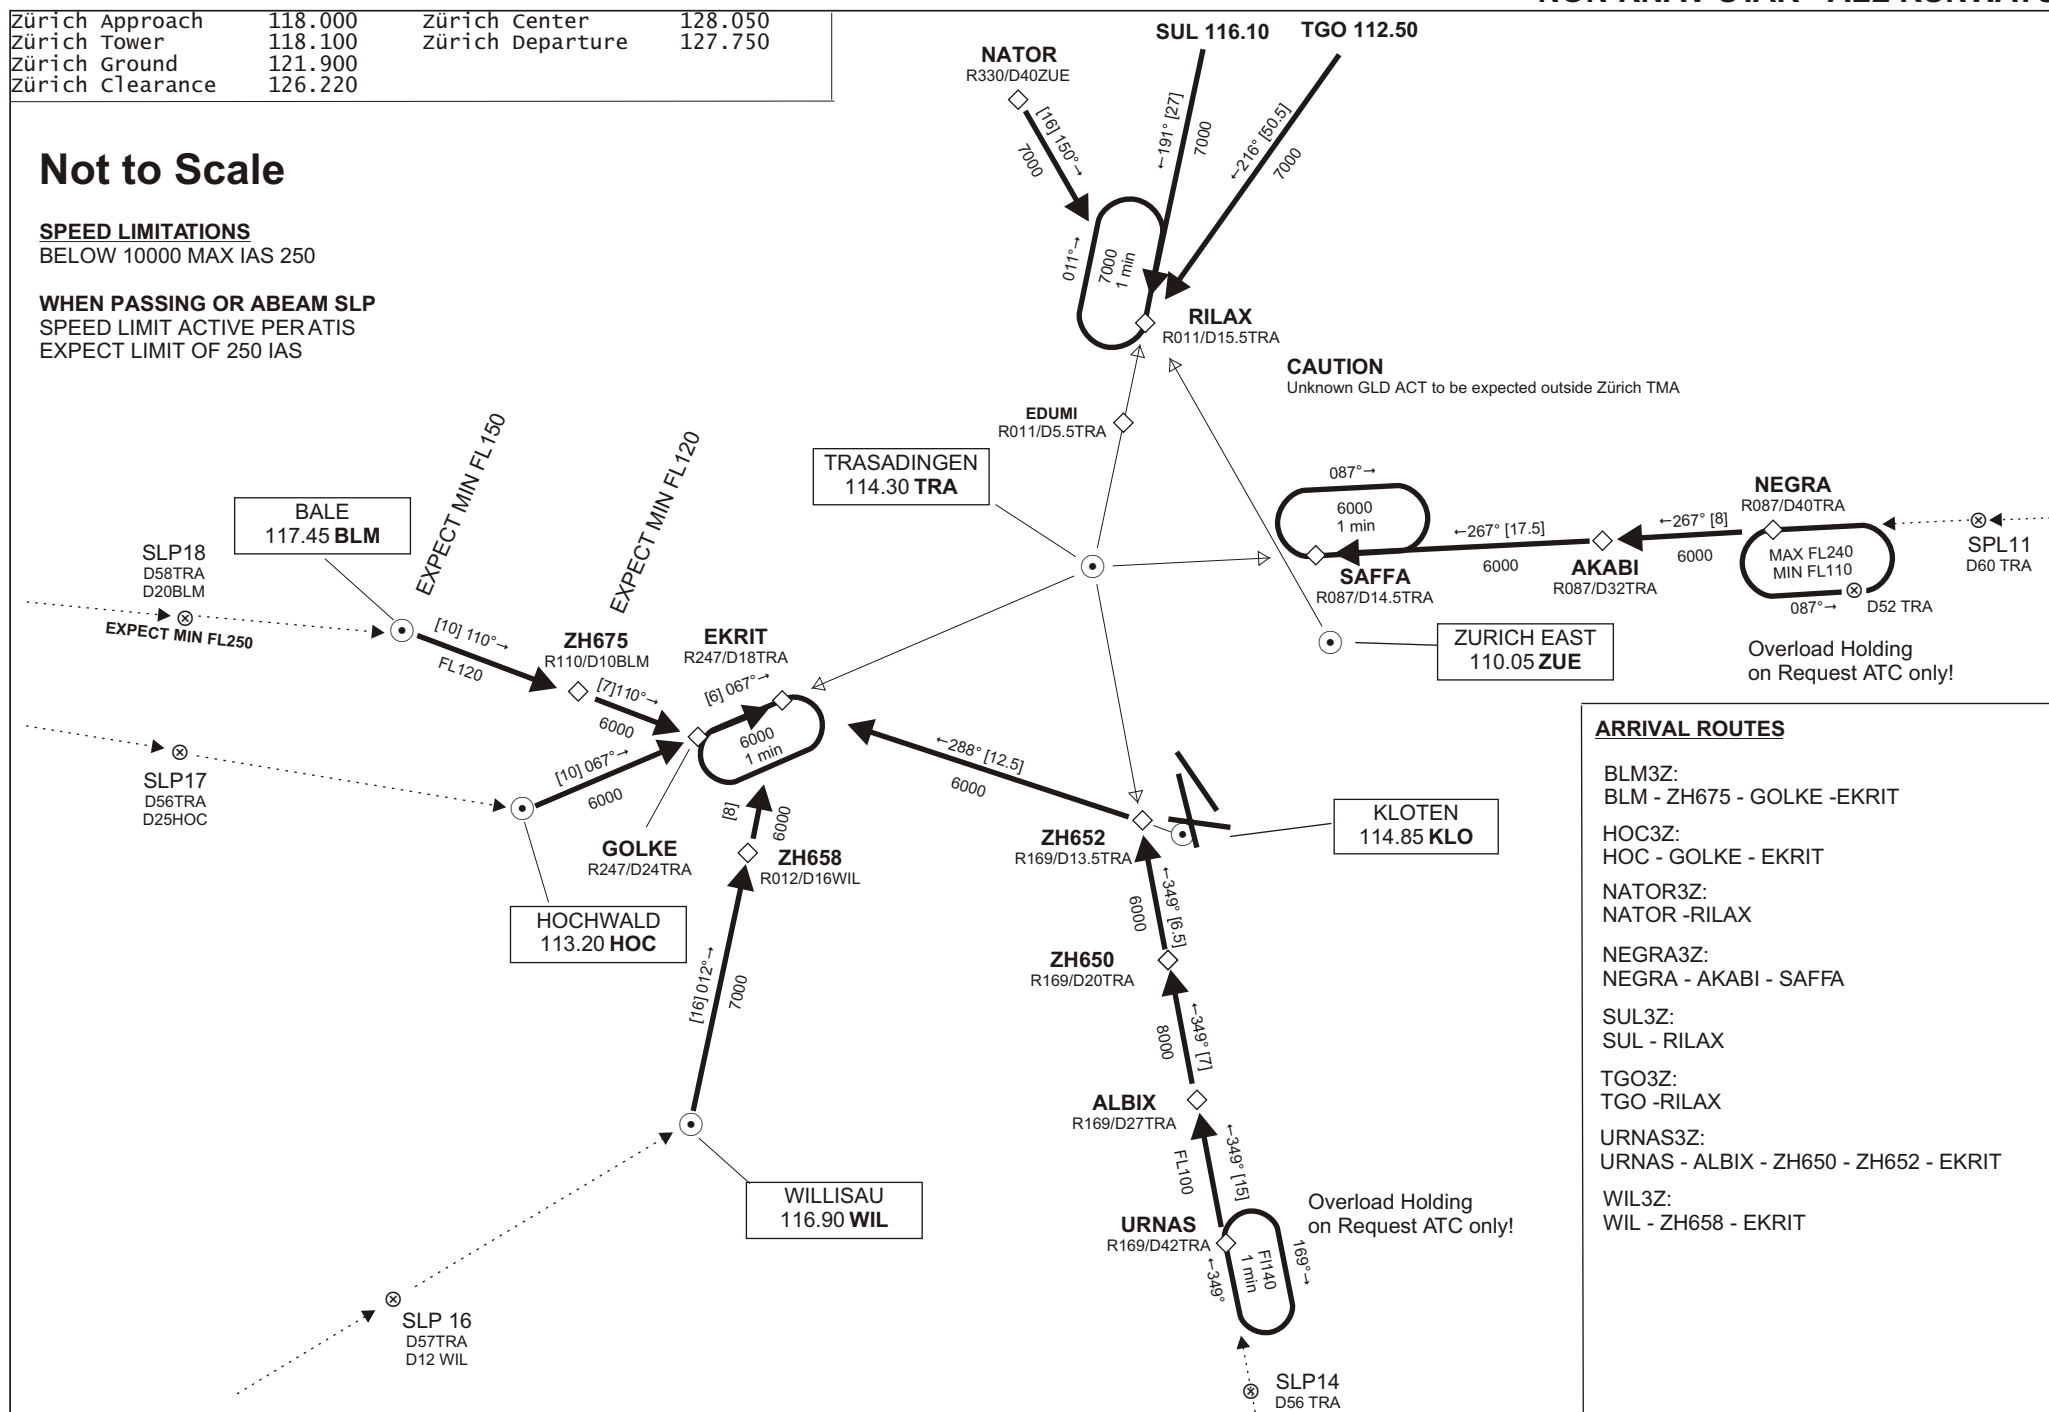 Zürich Approach 118.000 Zürich Center 128.050
Zürich Tower 118.100 Zürich Departure 127.750
Zürich Ground 121.900
Zürich Clearance 126.220
Not to Scale
SPEED LIMITATIONS
BELOW 10000 MAX IAS 250
WHEN PASSING OR ABEAM SLP
SPEED LIMIT ACTIVE PER ATIS
EXPECT LIMIT OF 250 IAS
NATOR
R330/D40ZUE
SUL 116.10
TGO 112.50
[16] 150°→
7000
←191° [27]
7000
←216° [50.5]
7000
011°→
7000
1 min
RILAX
R011/D15.5TRA
CAUTION
Unknown GLD ACT to be expected outside Zürich TMA
EDUMI
R011/D5.5TRA
TRASADINGEN
114.30 TRA
087°→
6000
1 min
SAFFA
R087/D14.5TRA
←267° [17.5]
6000
AKABI
R087/D32TRA
←267° [8]
6000
NEGRA
R087/D40TRA
MAX FL240
MIN FL110
087°→
D52 TRA
SPL11
D60 TRA
Overload Holding
on Request ATC only!
ZURICH EAST
110.05 ZUE
BALE
117.45 BLM
EXPECT MIN FL150
EXPECT MIN FL120
SLP18
D58TRA
D20BLM
EXPECT MIN FL250
[10] 110°→
FL120
ZH675
R110/D10BLM
[7]110°→
6000
EKRIT
R247/D18TRA
[6] 067°→
6000
1 min
SLP17
D56TRA
D25HOC
[10] 067°→
6000
GOLKE
R247/D24TRA
HOCHWALD
113.20 HOC
[8]
6000
ZH658
R012/D16WIL
[16] 012°→
7000
WILLISAU
116.90 WIL
SLP 16
D57TRA
D12 WIL
←288° [12.5]
6000
ZH652
R169/D13.5TRA
KLOTEN
114.85 KLO
←349° [6.5]
6000
ZH650
R169/D20TRA
←349° [7]
8000
ALBIX
R169/D27TRA
←349° [15]
FL100
URNAS
R169/D42TRA
Fl140
1 min
←349°
169°→
Overload Holding
on Request ATC only!
SLP14
D56 TRA
ARRIVAL ROUTES
BLM3Z:
BLM - ZH675 - GOLKE -EKRIT
HOC3Z:
HOC - GOLKE - EKRIT
NATOR3Z:
NATOR -RILAX
NEGRA3Z:
NEGRA - AKABI - SAFFA
SUL3Z:
SUL - RILAX
TGO3Z:
TGO -RILAX
URNAS3Z:
URNAS - ALBIX - ZH650 - ZH652 - EKRIT
WIL3Z:
WIL - ZH658 - EKRIT